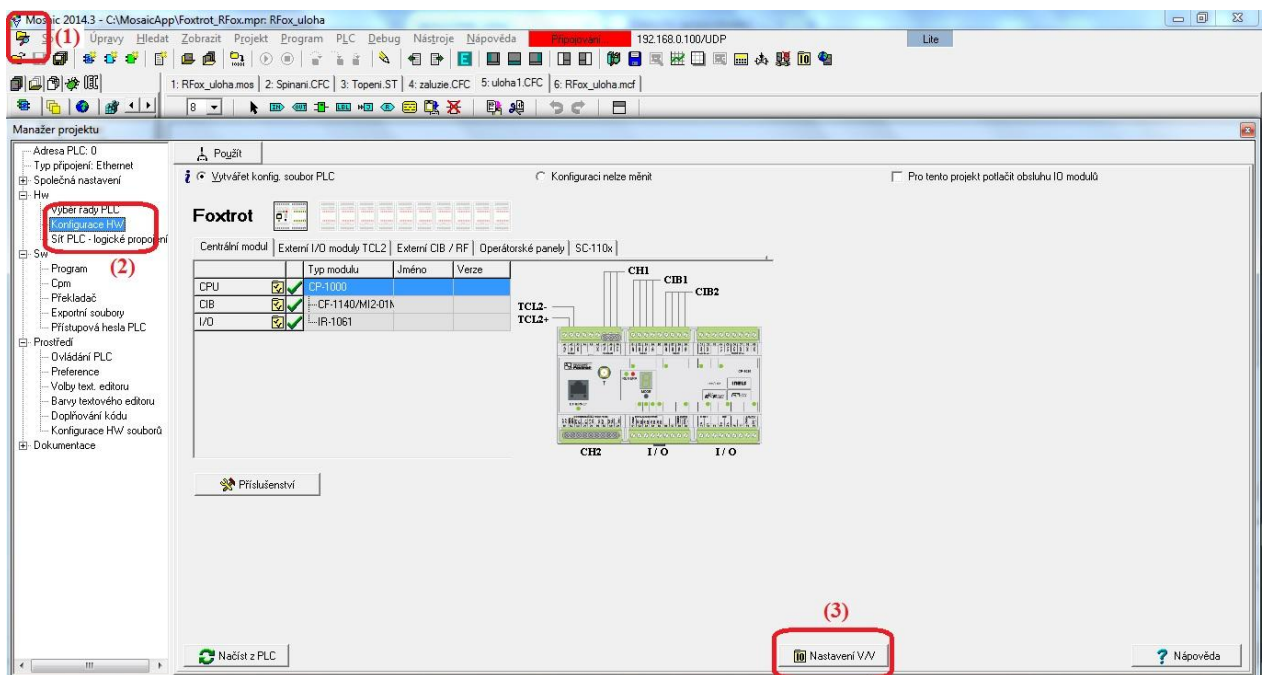 Mosaic 2014.3 - C:\MosaicApp\Foxtrot_RFox.mpr: RFox_uloha
(1) Úpravy Hledat Zobrazit Projekt Program PLC Debug Nástroje Nápověda Připojování 192.168.0.100/UDP Lite
1: RFox_uloha.mos 2: Spinani.CFC 3: Topeni.ST 4: zaluzie.CFC 5: uloha1.CFC 6: RFox_uloha.mcf
8
Manažer projektu
Adresa PLC: 0
Typ připojení: Ethernet
Společná nastavení
Hw
Výběr řady PLC
Konfigurace HW
Síť PLC - logické propojení
Sw
(2)
Program
Cpm
Překladač
Exportní soubory
Přístupová hesla PLC
Prostředí
Ovládání PLC
Preference
Volby text. editoru
Barvy textového editoru
Doplňování kódu
Konfigurace HW souborů
Dokumentace
Použít
Vytvářet konfig. soubor PLC Konfiguraci nelze měnit Pro tento projekt potlačit obsluhu IO modulů
Foxtrot
Centrální modul Externí I/O moduly TCL2 Externí CIB / RF Operátorské panely SC-110x
Typ modulu Jméno Verze
CPU CP-1000
CIB CF-1140/MI2-01M
I/O IR-1061
CH1
CIB1
CIB2
TCL2-
TCL2+
CH2 I/O I/O
Příslušenství
(3)
Načíst z PLC Nastavení V/V Nápověda